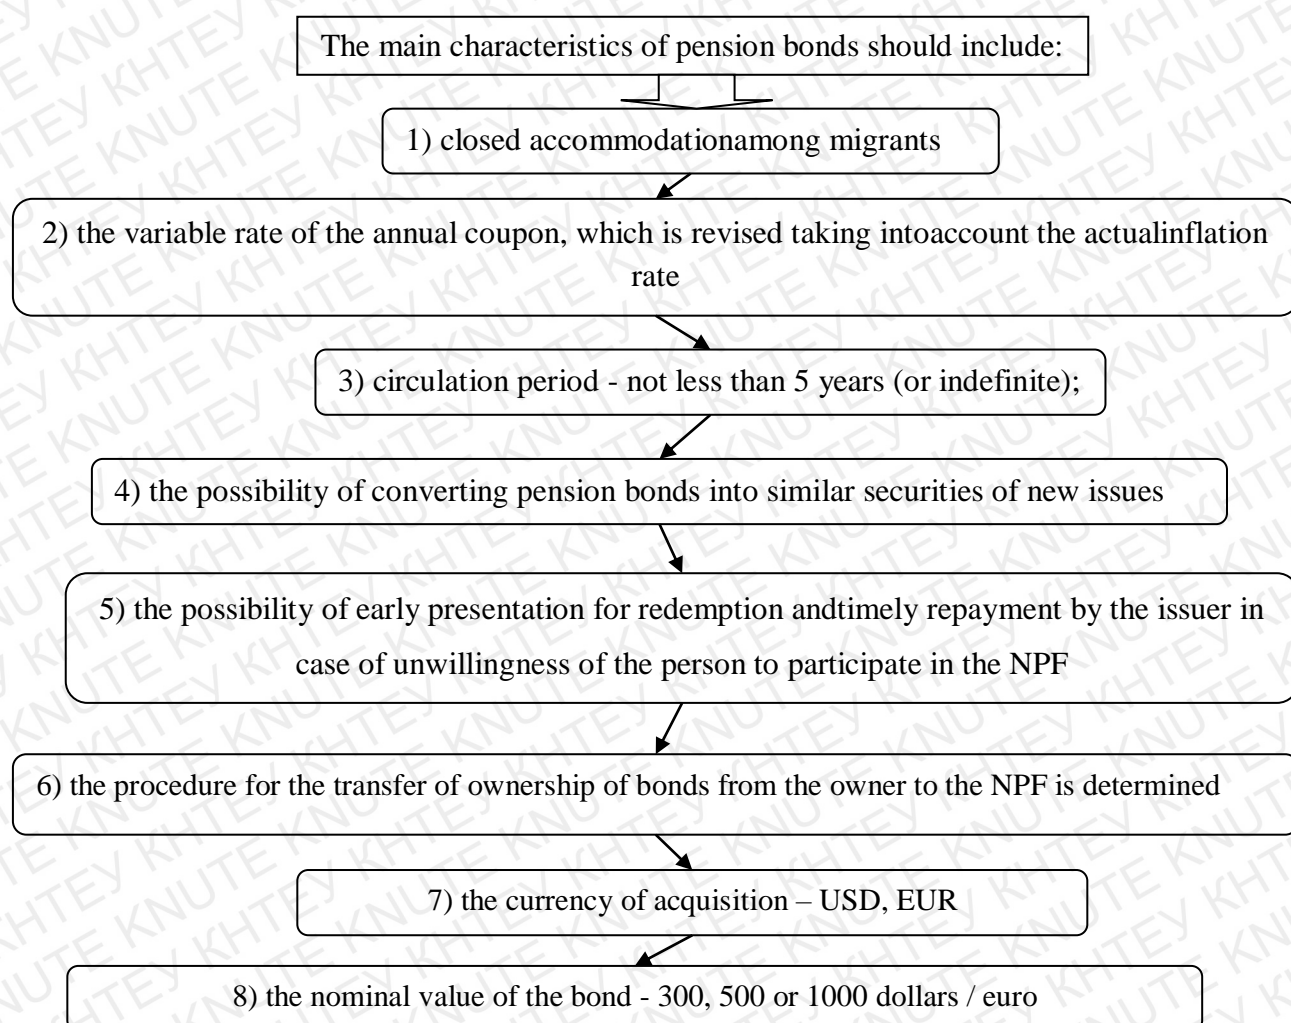 The main characteristics of pension bonds should include:
1) closed accommodationamong migrants
2) the variable rate of the annual coupon, which is revised taking intoaccount the actualinflation
rate
3) circulation period - not less than 5 years (or indefinite);
4) the possibility of converting pension bonds into similar securities of new issues
5) the possibility of early presentation for redemption andtimely repayment by the issuer in
case of unwillingness of the person to participate in the NPF
6) the procedure for the transfer of ownership of bonds from the owner to the NPF is determined
7) the currency of acquisition – USD, EUR
8) the nominal value of the bond - 300, 500 or 1000 dollars / euro